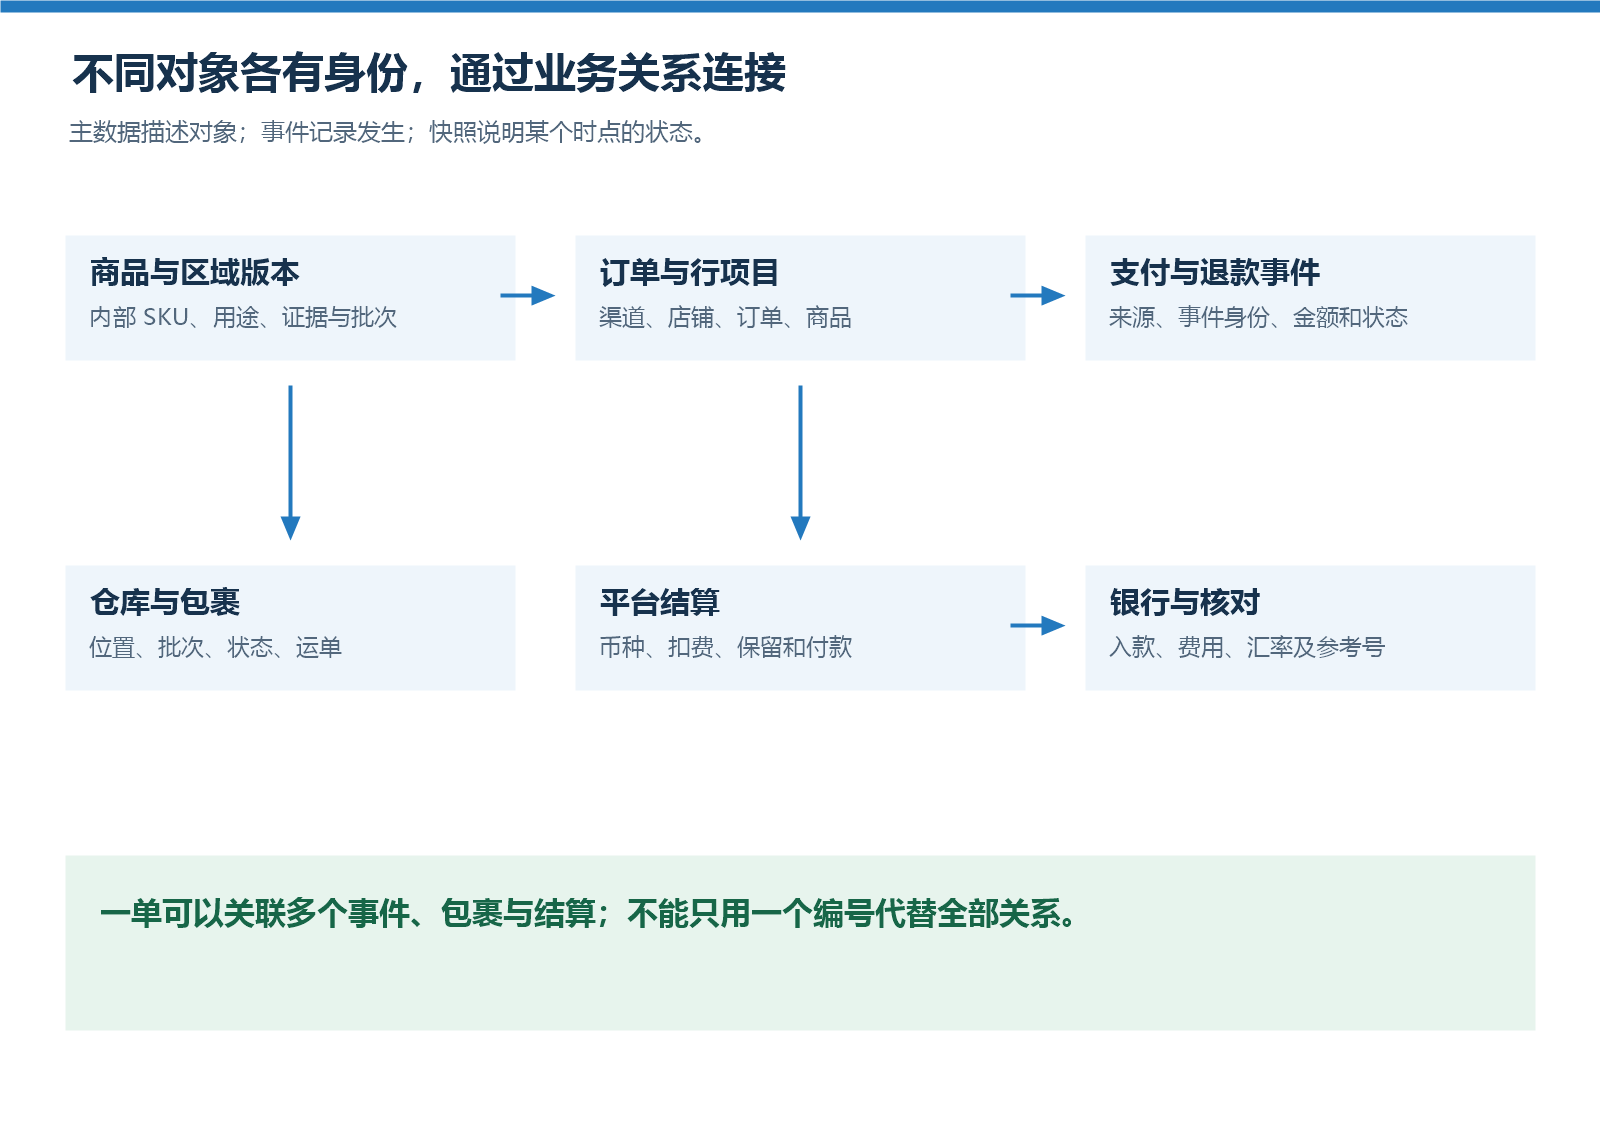 不同对象各有身份，通过业务关系连接
主数据描述对象；事件记录发生；快照说明某个时点的状态。
商品与区域版本
内部 SKU、用途、证据与批次
订单与行项目
渠道、店铺、订单、商品
支付与退款事件
来源、事件身份、金额和状态
仓库与包裹
位置、批次、状态、运单
平台结算
币种、扣费、保留和付款
银行与核对
入款、费用、汇率及参考号
一单可以关联多个事件、包裹与结算；不能只用一个编号代替全部关系。